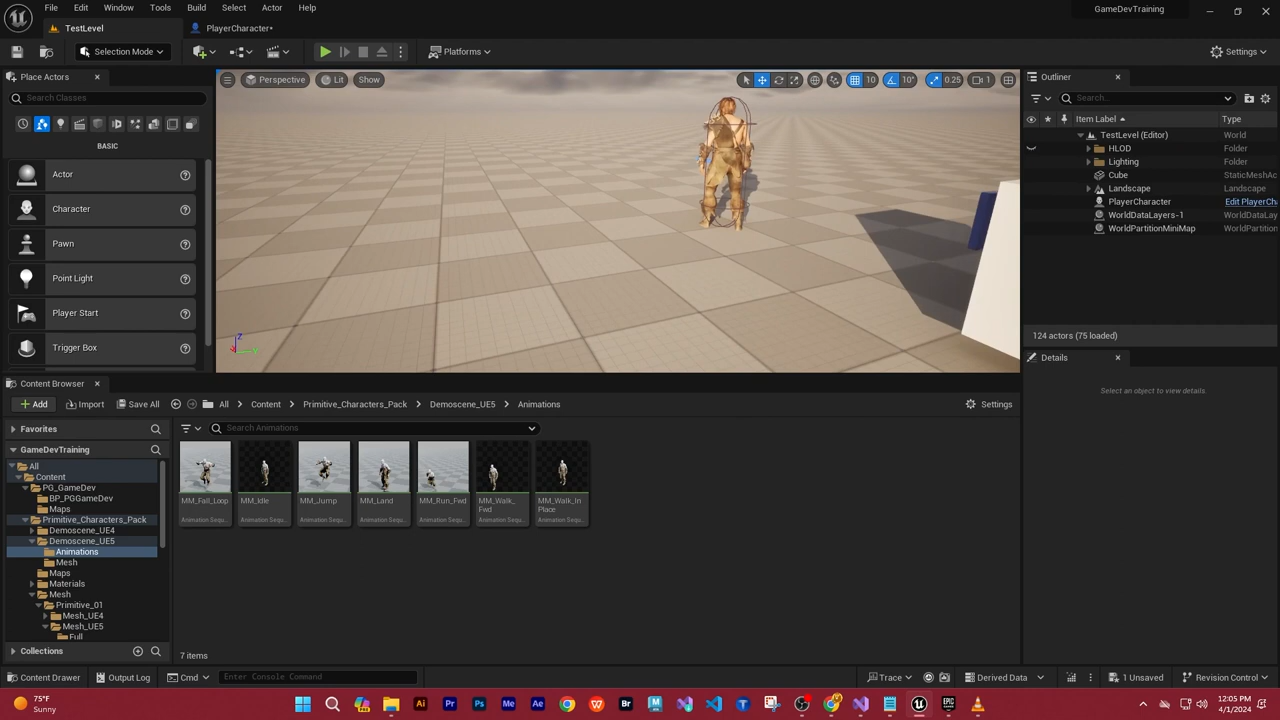 File Edit Window Tools Build Select Actor Help
GameDevTraining
TestLevel
PlayerCharacter•
Selection Mode
Platforms
Settings
Place Actors
Search Classes
BASIC
Actor
Character
Pawn
Point Light
Player Start
Trigger Box
Perspective
Lit
Show
10
10°
0.25
1
Z
Y
Outliner
Search...
Item Label
Type
TestLevel (Editor) World
HLOD Folder
Lighting Folder
Cube StaticMeshAc
Landscape Landscape
PlayerCharacter Edit PlayerCh
WorldDataLayers-1 WorldDataLay
WorldPartitionMiniMap WorldPartition
124 actors (75 loaded)
Details
Select an object to view details.
Content Browser
Add
Import
Save All
All
Content
Primitive_Characters_Pack
Demoscene_UE5
Animations
Settings
Favorites
GameDevTraining
All
Content
PG_GameDev
BP_PGGameDev
Maps
Primitive_Characters_Pack
Demoscene_UE4
Demoscene_UE5
Animations
Mesh
Maps
Materials
Mesh
Primitive_01
Mesh_UE4
Mesh_UE5
Full
Collections
Search Animations
MM_Fall_Loop
Animation Sequ...
MM_Idle
Animation Sequ...
MM_Jump
Animation Sequ...
MM_Land
Animation Sequ...
MM_Run_Fwd
Animation Sequ...
MM_Walk_
Fwd
Animation Sequ...
MM_Walk_In
Place
Animation Sequ...
7 items
Content Drawer
Output Log
Cmd
Enter Console Command
Trace
Derived Data
1 Unsaved
Revision Control
75°F
Sunny
Ai
Pr
Ps
Me
Ae
Br
12:05 PM
4/1/2024